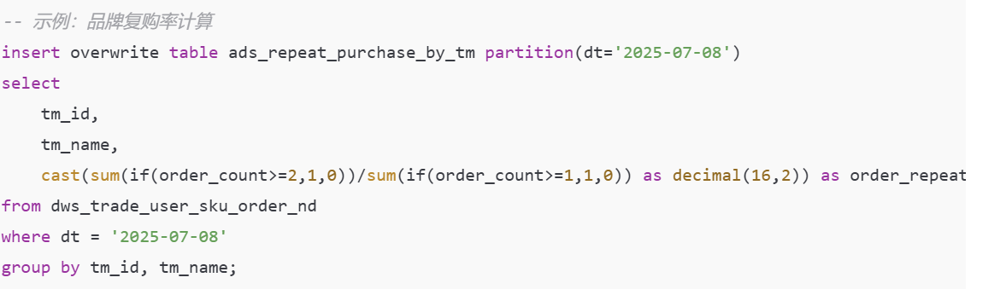 -- 示例：品牌复购率计算
insert overwrite table ads_repeat_purchase_by_tm partition(dt='2025-07-08')
select
    tm_id,
    tm_name,
    cast(sum(if(order_count>=2,1,0))/sum(if(order_count>=1,1,0)) as decimal(16,2)) as order_repeat
from dws_trade_user_sku_order_nd
where dt = '2025-07-08'
group by tm_id, tm_name;